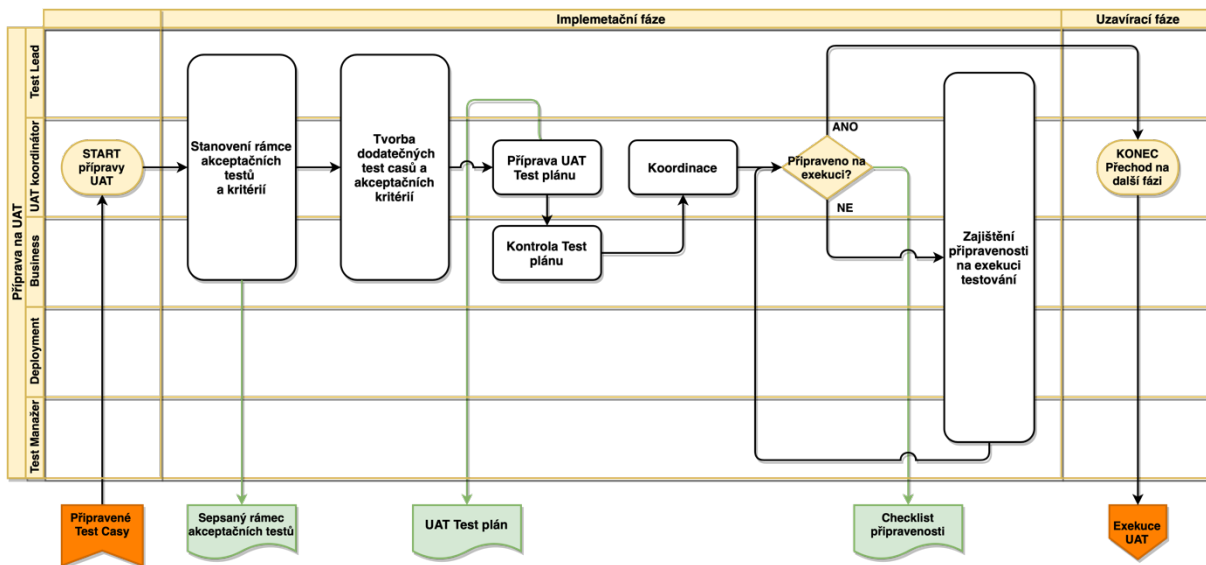 Implemetační fáze
Uzavírací fáze
Příprava na UAT
Test Lead
UAT koordinátor
Business
Deployment
Test Manažer
START
přípravy
UAT
Stanovení rámce
akceptačních
testů
a kritérií
Tvorba
dodatečných
test casů a
akceptačních
kritérií
Příprava UAT
Test plánu
Kontrola Test
plánu
Koordinace
Připraveno na
exekuci?
ANO
NE
Zajištění
připravenosti
na exekuci
testování
KONEC
Přechod na
další fázi
Připravené
Test Casy
Sepsaný rámec
akceptačních testů
UAT Test plán
Checklist
připravenosti
Exekuce
UAT